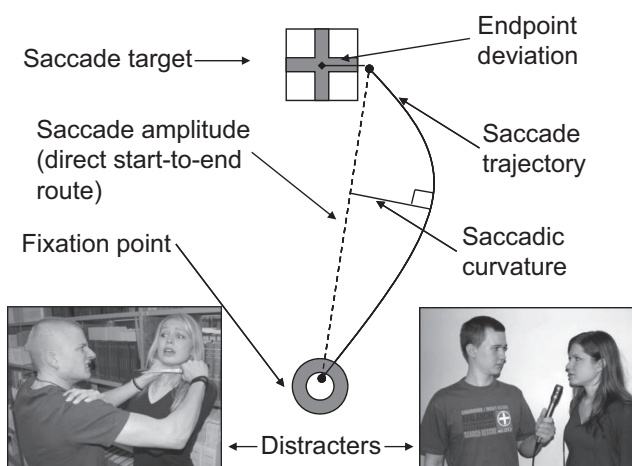 Endpoint
deviation
Saccade target
Saccade amplitude
(direct start-to-end
route)
Saccade
trajectory
Fixation point
Saccadic
curvature
Distracters